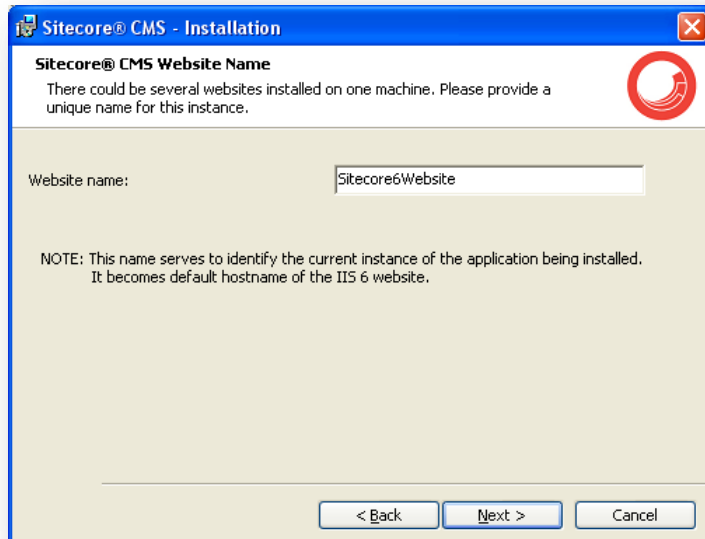 Sitecore® CMS - Installation
Sitecore® CMS Website Name
There could be several websites installed on one machine. Please provide a
unique name for this instance.
Website name:
Sitecore6Website
NOTE: This name serves to identify the current instance of the application being installed.
It becomes default hostname of the IIS 6 website.
< Back
Next >
Cancel